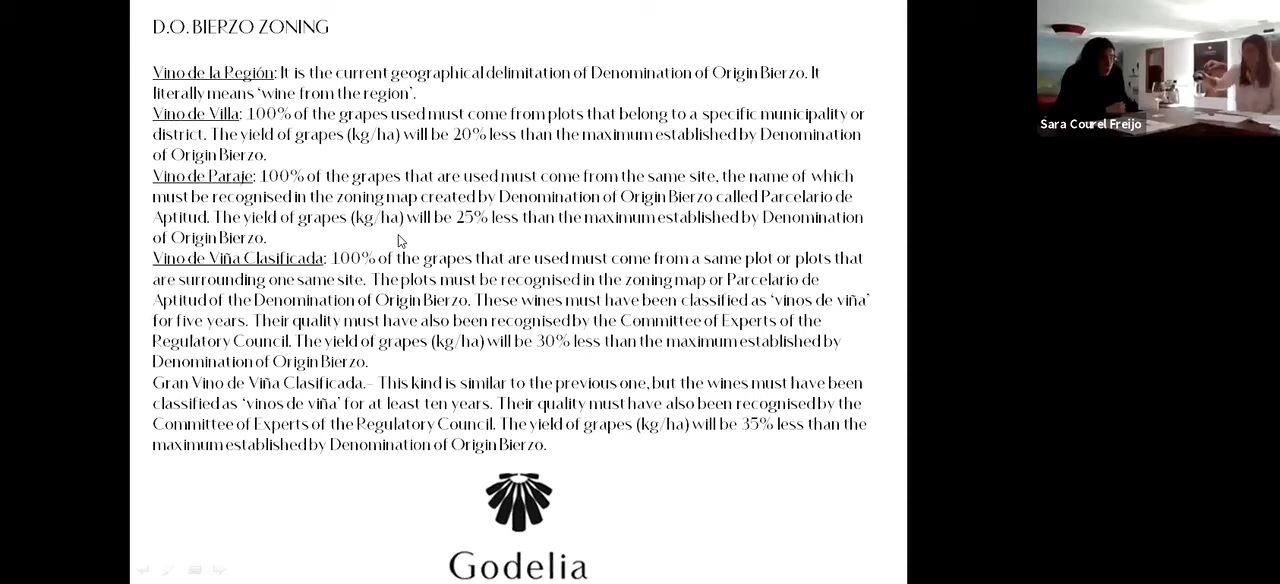 D.O. BIERZO ZONING
Vino de la Región: It is the current geographical delimitation of Denomination of Origin Bierzo. It
literally means ‘wine from the region’.
Vino de Villa: 100% of the grapes used must come from plots that belong to a specific municipality or
district. The yield of grapes (kg/ha) will be 20% less than the maximum established by Denomination
of Origin Bierzo.
Vino de Paraje: 100% of the grapes that are used must come from the same site, the name of which
must be recognised in the zoning map created by Denomination of Origin Bierzo called Parcelario de
Aptitud. The yield of grapes (kg/ha) will be 25% less than the maximum established by Denomination
of Origin Bierzo.
Vino de Viña Clasificada: 100% of the grapes that are used must come from a same plot or plots that
are surrounding one same site. The plots must be recognised in the zoning map or Parcelario de
Aptitud of the Denomination of Origin Bierzo. These wines must have been classified as ‘vinos de viña’
for five years. Their quality must have also been recognised by the Committee of Experts of the
Regulatory Council. The yield of grapes (kg/ha) will be 30% less than the maximum established by
Denomination of Origin Bierzo.
Gran Vino de Viña Clasificada.- This kind is similar to the previous one, but the wines must have been
classified as ‘vinos de viña’ for at least ten years. Their quality must have also been recognised by the
Committee of Experts of the Regulatory Council. The yield of grapes (kg/ha) will be 35% less than the
maximum established by Denomination of Origin Bierzo.
Godelia
Sara Courel Freijo